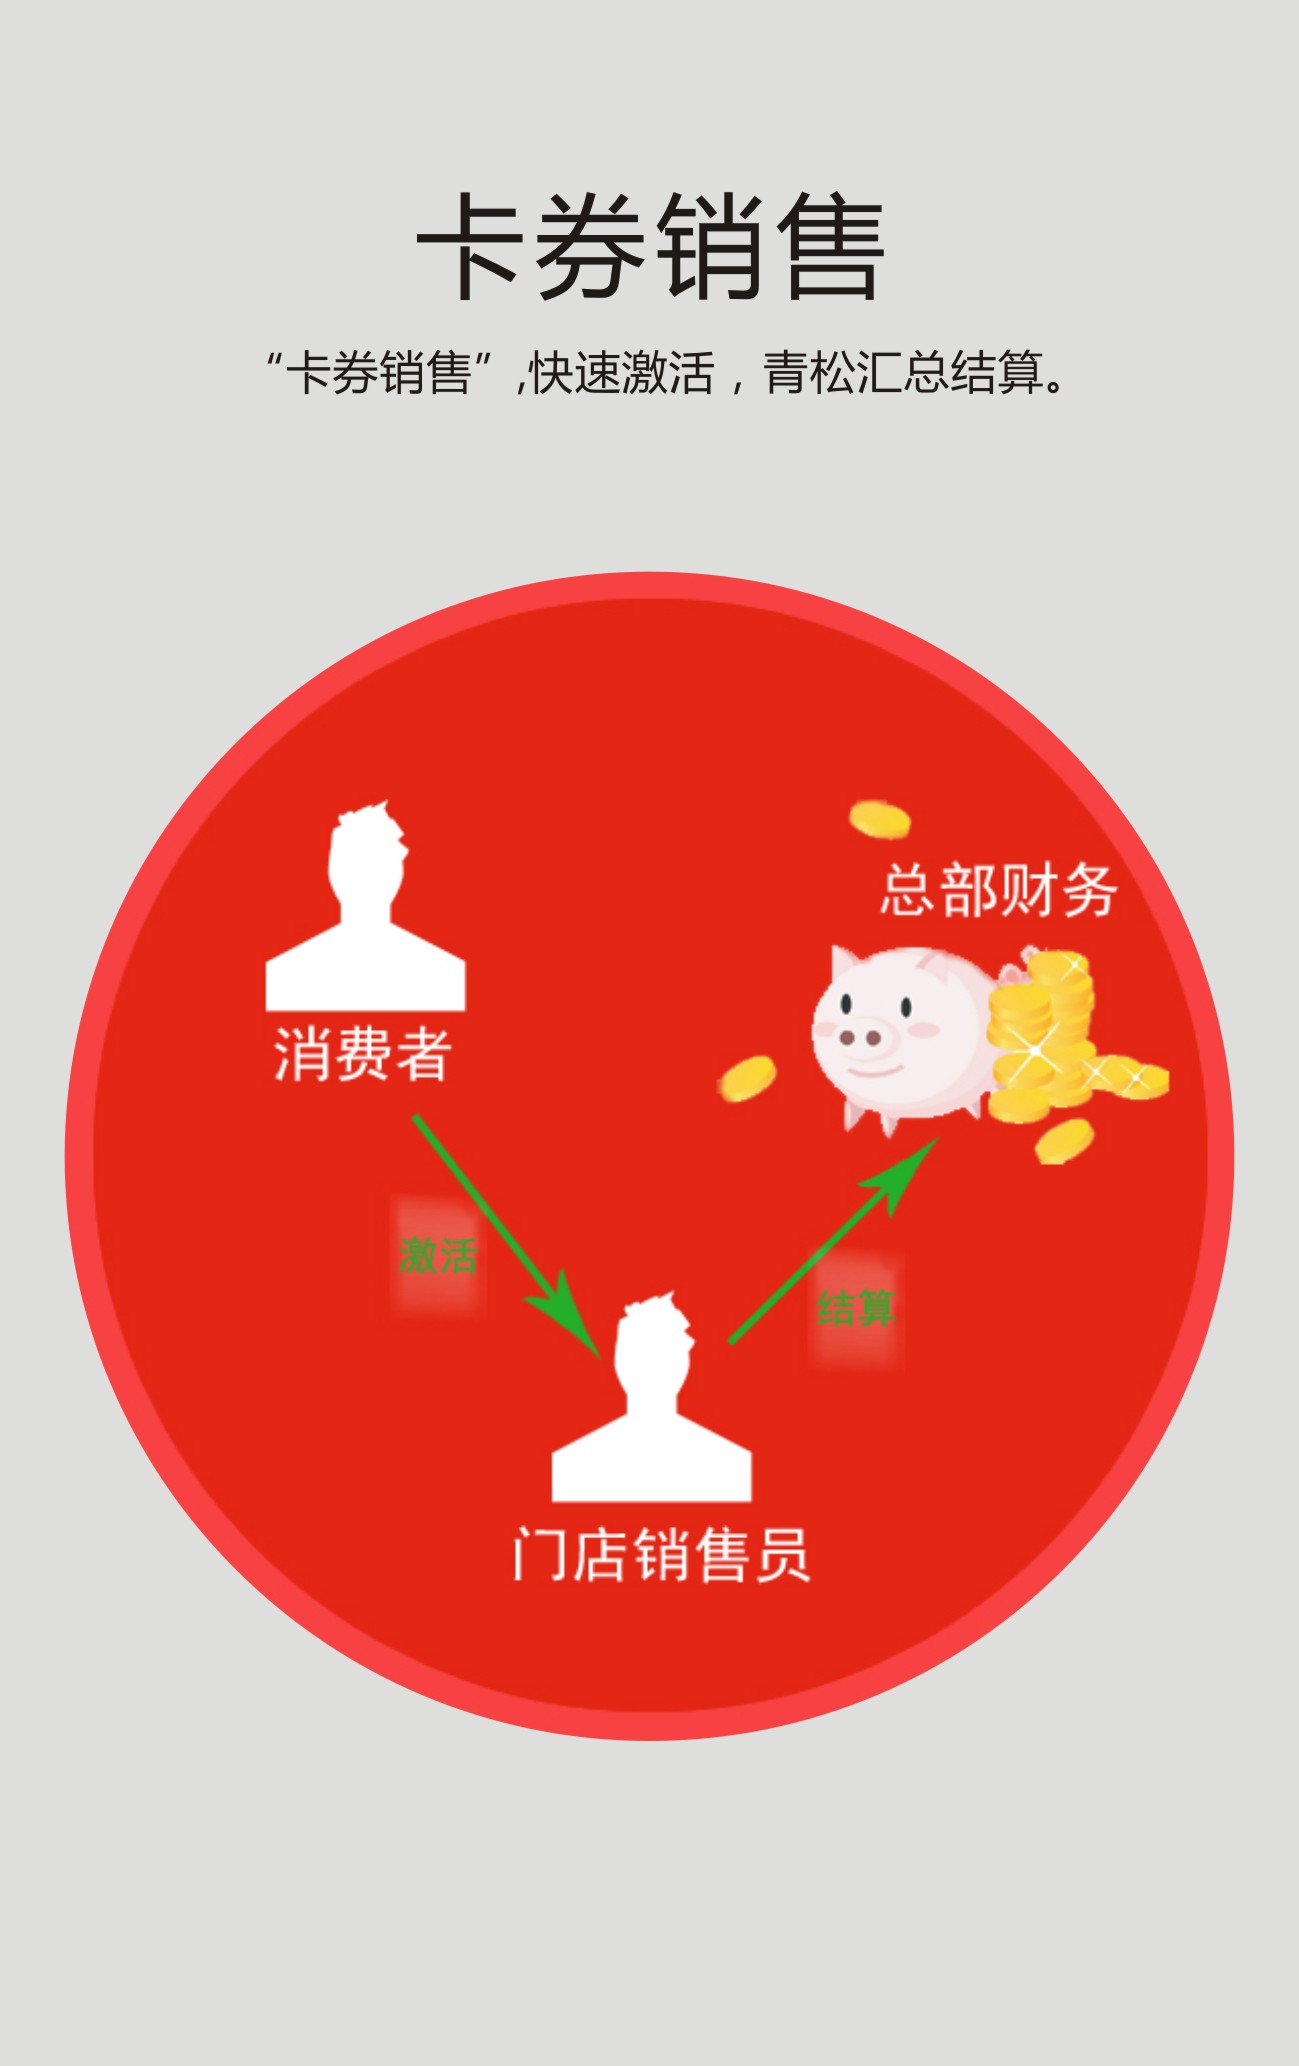 卡券销售
“卡券销售”,快速激活，青松汇总结算。
总部财务
消费者
激活
结算
门店销售员